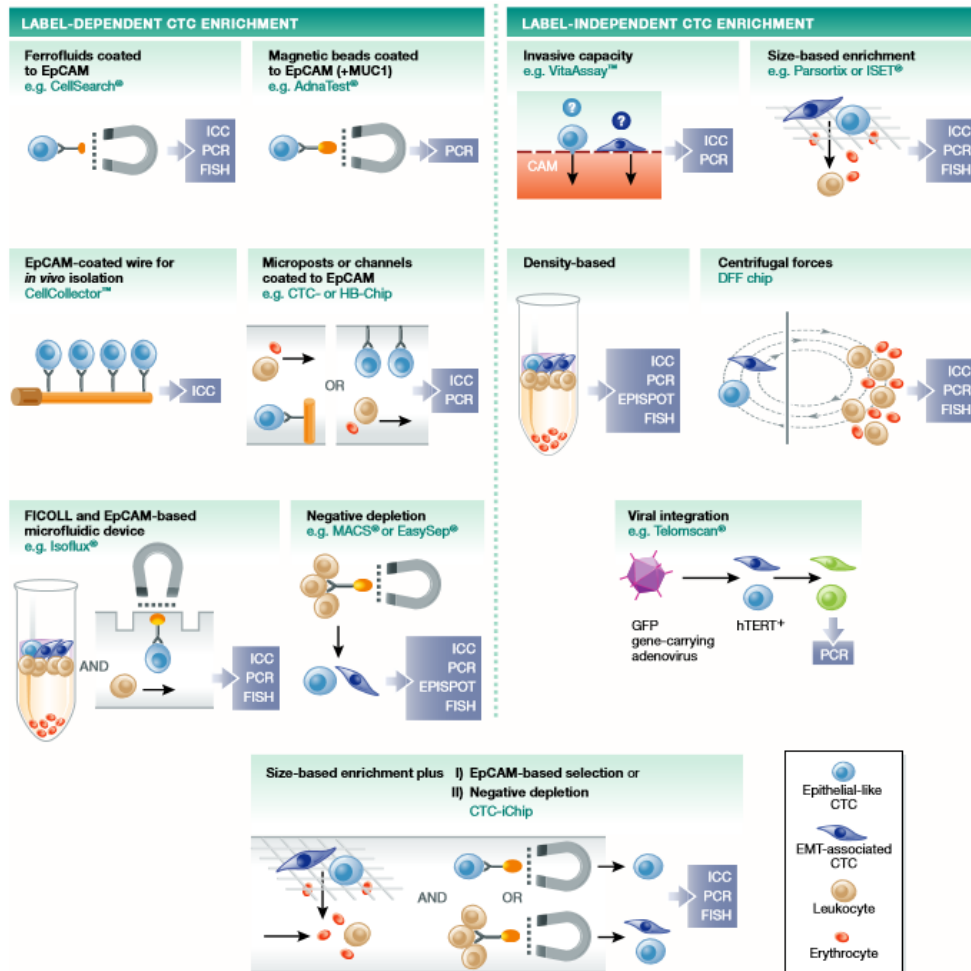 LABEL-DEPENDENT CTC ENRICHMENT
Ferrofluids coated
to EpCAM
e.g. CellSearch®
ICC
PCR
FISH
Magnetic beads coated
to EpCAM (+MUC1)
e.g. AdnaTest®
PCR
EpCAM-coated wire for
in vivo isolation
CellCollector™
ICC
Microposts or channels
coated to EpCAM
e.g. CTC- or HB-Chip
OR
ICC
PCR
FICOLL and EpCAM-based
microfluidic device
e.g. Isoflux®
AND
ICC
PCR
FISH
Negative depletion
e.g. MACS® or EasySep®
ICC
PCR
EPISPOT
FISH
LABEL-INDEPENDENT CTC ENRICHMENT
Invasive capacity
e.g. VitaAssay™
?
?
CAM
ICC
PCR
Size-based enrichment
e.g. Parsortix or ISET®
ICC
PCR
FISH
Density-based
ICC
PCR
EPISPOT
FISH
Centrifugal forces
DFF chip
ICC
PCR
FISH
Viral integration
e.g. Telomscan®
GFP
gene-carrying
adenovirus
hTERT+
PCR
Size-based enrichment plus I) EpCAM-based selection or
II) Negative depletion
CTC-iChip
AND
OR
ICC
PCR
FISH
Epithelial-like
CTC
EMT-associated
CTC
Leukocyte
Erythrocyte